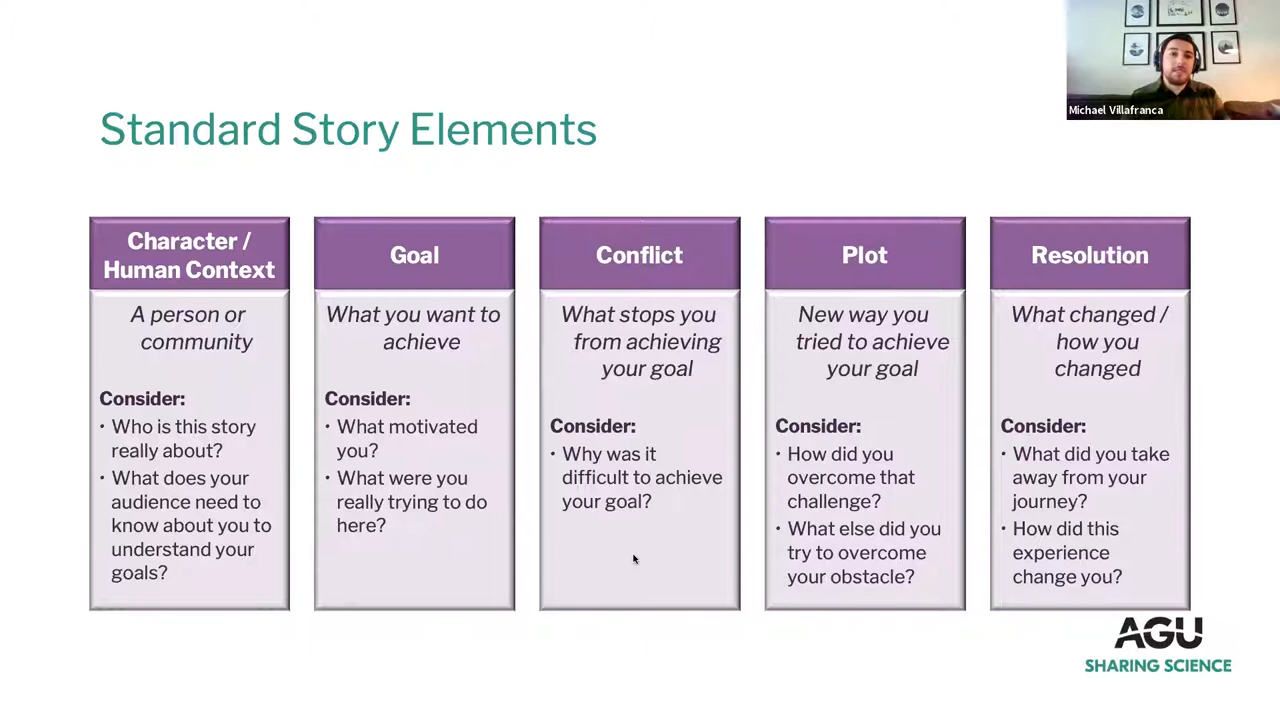 Michael Villafranca
Standard Story Elements
Character /
Human Context
A person or
community
Consider:
• Who is this story
really about?
• What does your
audience need to
know about you to
understand your
goals?
Goal
What you want to
achieve
Consider:
• What motivated
you?
• What were you
really trying to do
here?
Conflict
What stops you
from achieving
your goal
Consider:
• Why was it
difficult to achieve
your goal?
Plot
New way you
tried to achieve
your goal
Consider:
• How did you
overcome that
challenge?
• What else did you
try to overcome
your obstacle?
Resolution
What changed /
how you
changed
Consider:
• What did you take
away from your
journey?
• How did this
experience
change you?
AGU
SHARING SCIENCE